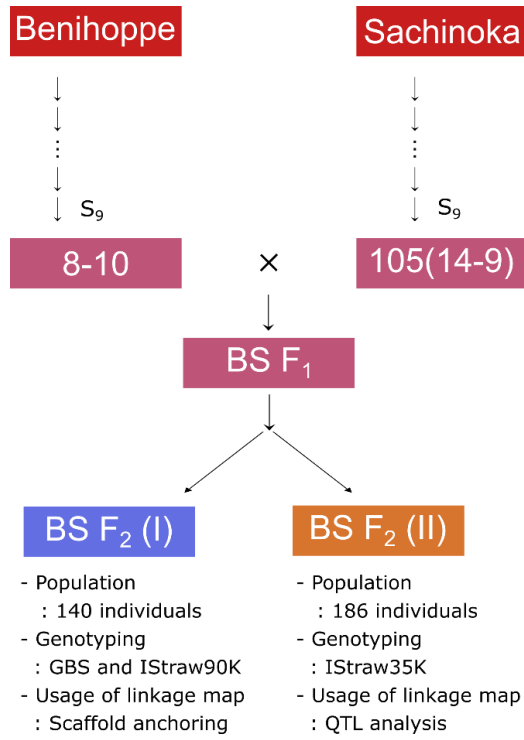 Benihoppe
Sachinoka
S₉
S₉
8-10
×
105(14-9)
BS F₁
BS F₂ (I)
- Population
: 140 individuals
- Genotyping
: GBS and IStraw90K
- Usage of linkage map
: Scaffold anchoring
BS F₂ (II)
- Population
: 186 individuals
- Genotyping
: IStraw35K
- Usage of linkage map
: QTL analysis